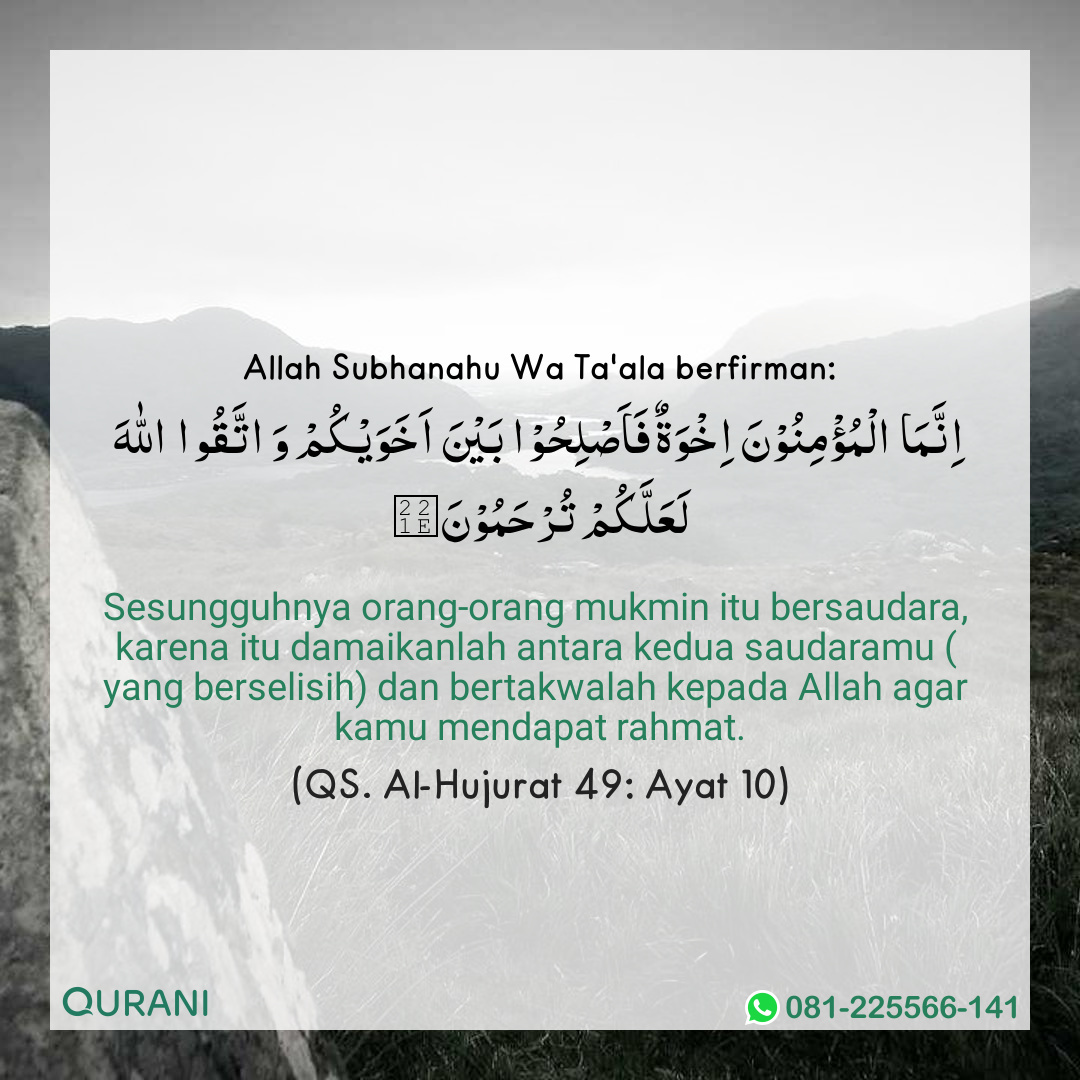 Allah Subhanahu Wa Ta'ala berfirman:
اِنَّمَا الْمُؤْمِنُوْنَ اِخْوَةٌ فَاَصْلِحُوْا بَيْنَ اَخَوَيْكُمْ وَ اتَّقُوا اللّٰهَ
لَعَلَّكُمْ تُرْحَمُوْنَ
Sesungguhnya orang-orang mukmin itu bersaudara,
karena itu damaikanlah antara kedua saudaramu (
yang berselisih) dan bertakwalah kepada Allah agar
kamu mendapat rahmat.
(QS. Al-Hujurat 49: Ayat 10)
QURANI
081-225566-141